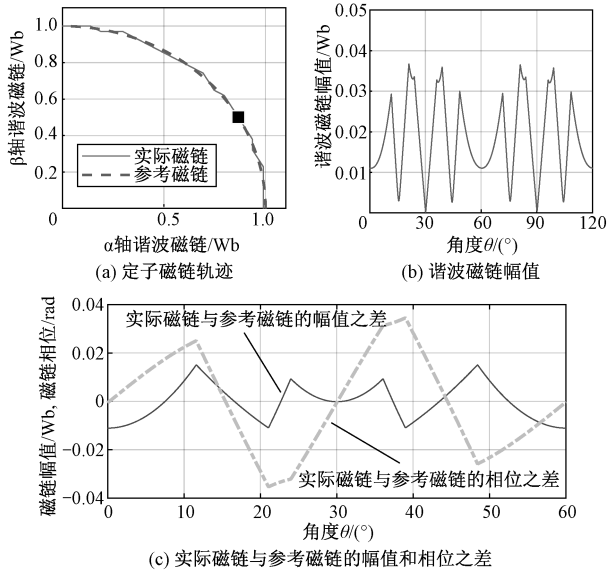 β轴谐波磁链/Wb
1.0
0.8
0.6
0.4
0.2
0
0.5
1.0
实际磁链
参考磁链
α轴谐波磁链/Wb
(a) 定子磁链轨迹
谐波磁链幅值/Wb
0.05
0.04
0.03
0.02
0.01
0 30 60 90 120
角度θ/(°)
(b) 谐波磁链幅值
磁链幅值/Wb, 磁链相位/rad
0.04
0.02
0
−0.02
−0.04
实际磁链与参考磁链的幅值之差
实际磁链与参考磁链的相位之差
0 10 20 30 40 50 60
角度θ/(°)
(c) 实际磁链与参考磁链的幅值和相位之差